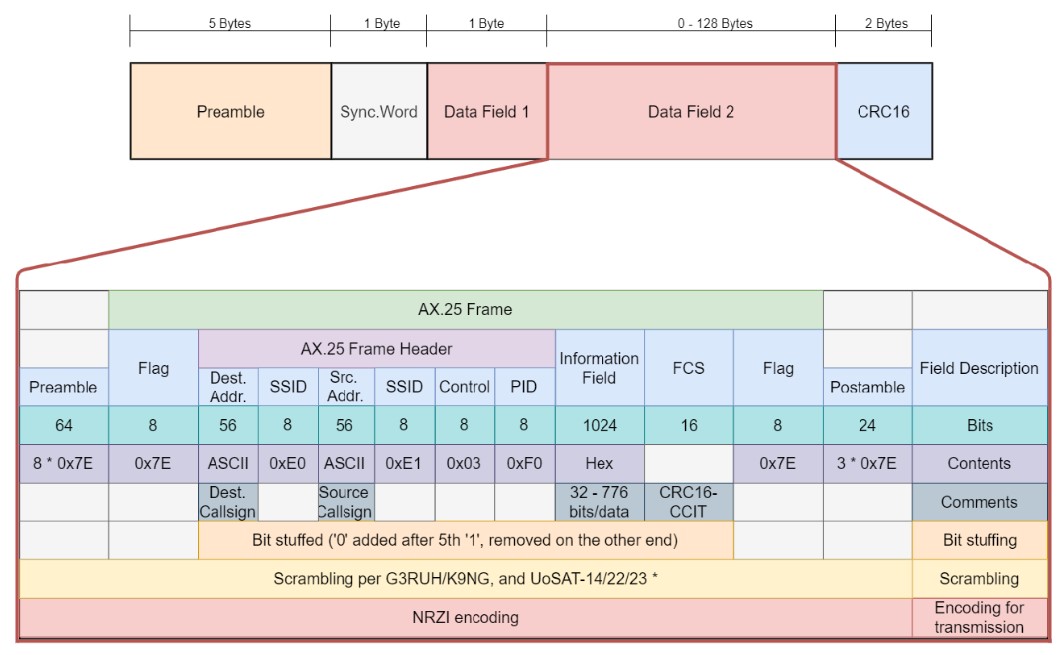 5 Bytes 1 Byte 1 Byte 0 - 128 Bytes 2 Bytes
Preamble Sync.Word Data Field 1 Data Field 2 CRC16
AX.25 Frame
AX.25 Frame Header
Flag Information Field FCS Flag Field Description
Preamble Dest. Addr. SSID Src. Addr. SSID Control PID Postamble
64 8 56 8 56 8 8 8 1024 16 8 24 Bits
8 * 0x7E 0x7E ASCII 0xE0 ASCII 0xE1 0x03 0xF0 Hex 0x7E 3 * 0x7E Contents
Dest. Callsign Source Callsign 32 - 776 bits/data CRC16-CCIT Comments
Bit stuffed ('0' added after 5th '1', removed on the other end) Bit stuffing
Scrambling per G3RUH/K9NG, and UoSAT-14/22/23 * Scrambling
NRZI encoding Encoding for transmission